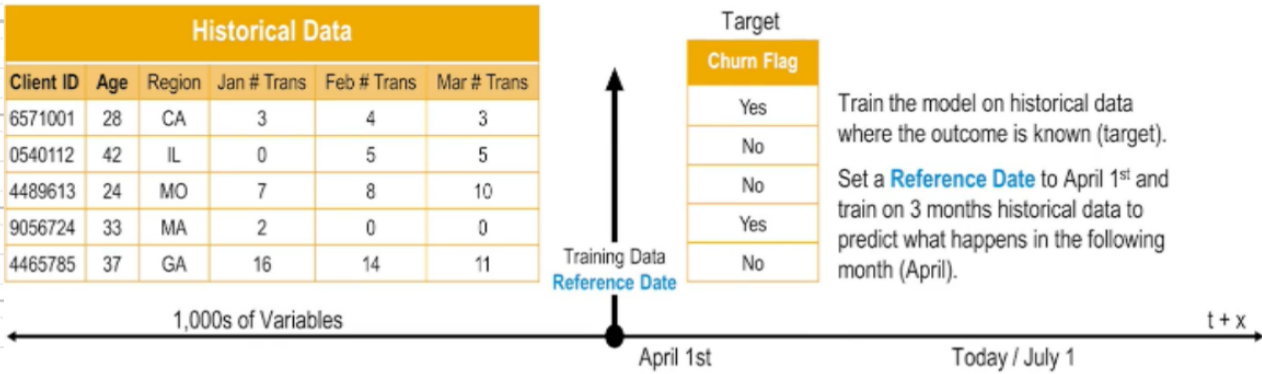 Historical Data
Client ID Age Region Jan # Trans Feb # Trans Mar # Trans
6571001 28 CA 3 4 3
0540112 42 IL 0 5 5
4489613 24 MO 7 8 10
9056724 33 MA 2 0 0
4465785 37 GA 16 14 11
1,000s of Variables
Training Data
Reference Date
Target
Churn Flag
Yes
No
No
Yes
No
Train the model on historical data
where the outcome is known (target).
Set a Reference Date to April 1st and
train on 3 months historical data to
predict what happens in the following
month (April).
t + x
April 1st
Today / July 1